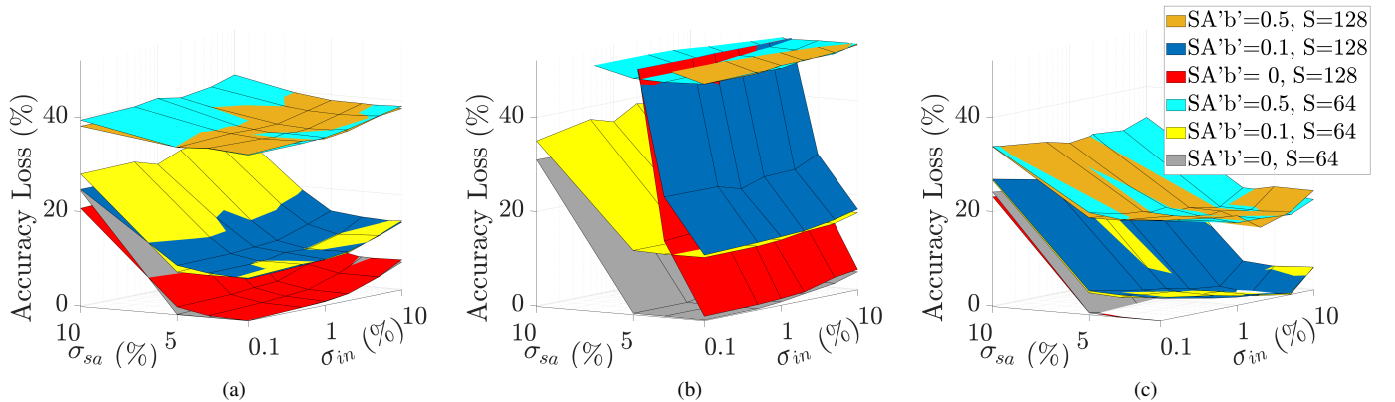 SA'b'=0.5, S=128
SA'b'=0.1, S=128
SA'b'= 0, S=128
SA'b'=0.5, S=64
SA'b'=0.1, S=64
SA'b'=0, S=64
Accuracy Loss (%)
40
20
0
10
5
0.1
1
10
σsa (%)
σin (%)
(a)
Accuracy Loss (%)
40
20
0
10
5
0.1
1
10
σsa (%)
σin (%)
(b)
Accuracy Loss (%)
40
20
0
10
5
0.1
1
10
σsa (%)
σin (%)
(c)